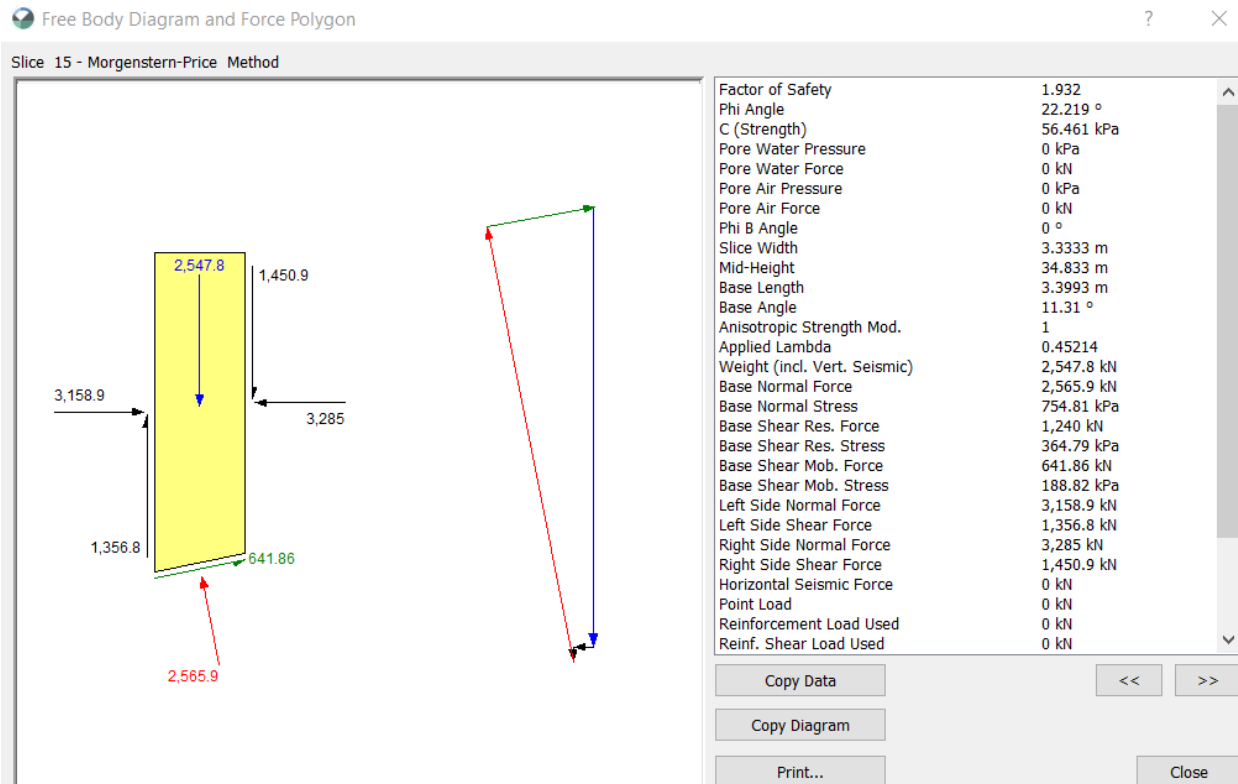 Free Body Diagram and Force Polygon
?
Slice 15 - Morgenstern-Price Method
2,547.8
1,450.9
3,158.9
3,285
1,356.8
641.86
2,565.9
Factor of Safety 1.932
Phi Angle 22.219 °
C (Strength) 56.461 kPa
Pore Water Pressure 0 kPa
Pore Water Force 0 kN
Pore Air Pressure 0 kPa
Pore Air Force 0 kN
Phi B Angle 0 °
Slice Width 3.3333 m
Mid-Height 34.833 m
Base Length 3.3993 m
Base Angle 11.31 °
Anisotropic Strength Mod. 1
Applied Lambda 0.45214
Weight (incl. Vert. Seismic) 2,547.8 kN
Base Normal Force 2,565.9 kN
Base Normal Stress 754.81 kPa
Base Shear Res. Force 1,240 kN
Base Shear Res. Stress 364.79 kPa
Base Shear Mob. Force 641.86 kN
Base Shear Mob. Stress 188.82 kPa
Left Side Normal Force 3,158.9 kN
Left Side Shear Force 1,356.8 kN
Right Side Normal Force 3,285 kN
Right Side Shear Force 1,450.9 kN
Horizontal Seismic Force 0 kN
Point Load 0 kN
Reinforcement Load Used 0 kN
Reinf. Shear Load Used 0 kN
Copy Data
<<
>>
Copy Diagram
Print...
Close